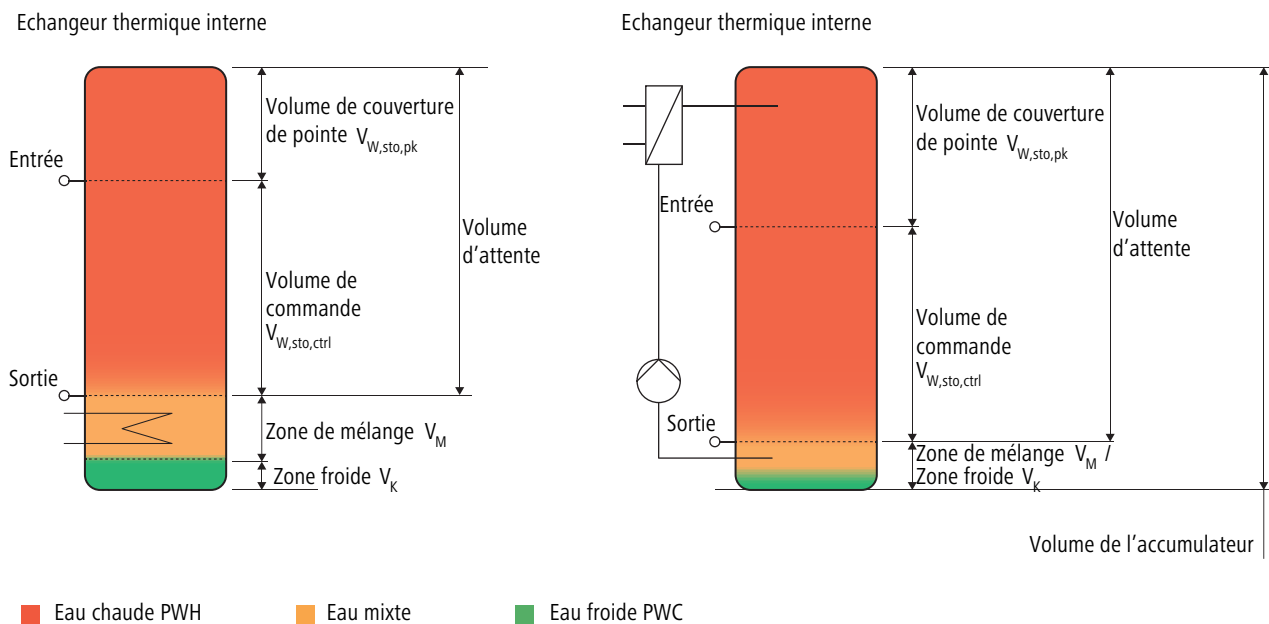 Echangeur thermique interne
Volume de couverture
de pointe V_W,sto,pk
Entrée
Volume
d'attente
Volume de
commande
V_W,sto,ctrl
Sortie
Zone de mélange V_M
Zone froide V_K
Echangeur thermique interne
Volume de couverture
de pointe V_W,sto,pk
Entrée
Volume
d'attente
Volume de
commande
V_W,sto,ctrl
Sortie
Zone de mélange V_M /
Zone froide V_K
Volume de l'accumulateur
Eau chaude PWH
Eau mixte
Eau froide PWC